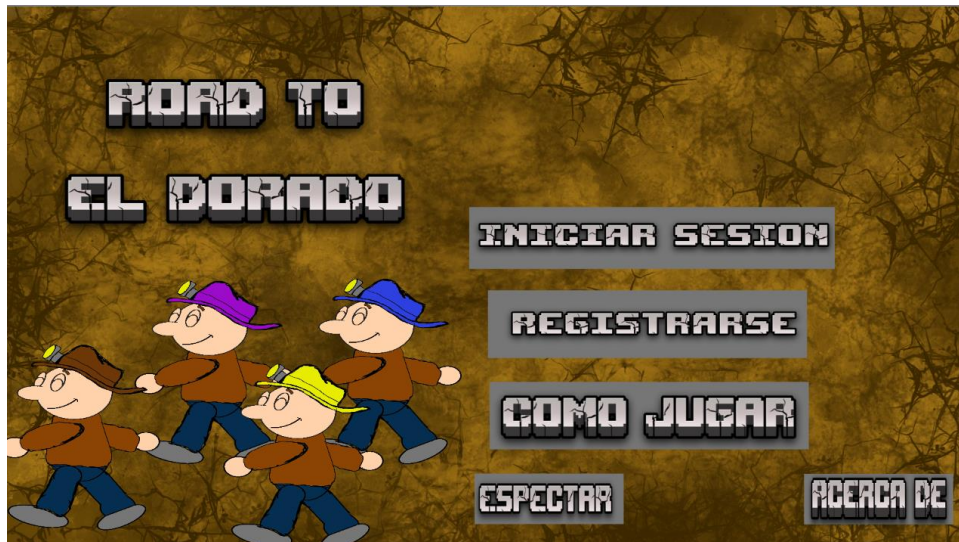 ROAD TO
EL DORADO
INICIAR SESION
REGISTRARSE
COMO JUGAR
ESPECTAR
ACERCA DE